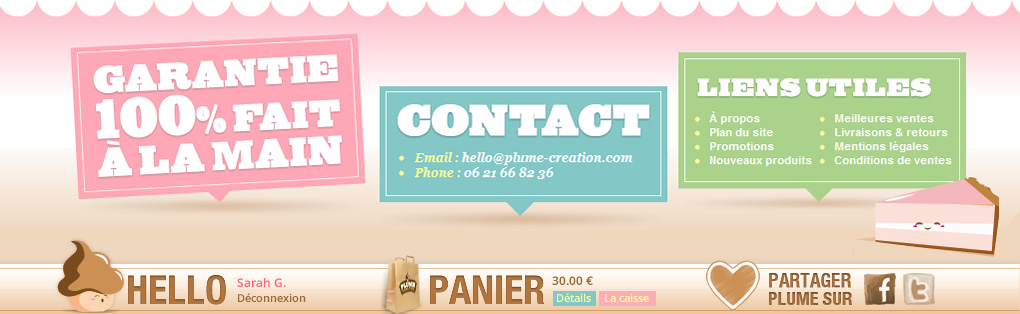 GARANTIE
100% FAIT
À LA MAIN
CONTACT
Email : hello@plume-creation.com
Phone : 06 21 66 82 36
LIENS UTILES
À propos
Plan du site
Promotions
Nouveaux produits
Meilleures ventes
Livraisons & retours
Mentions légales
Conditions de ventes
HELLO
Sarah G.
Déconnexion
PLUME
PANIER
30.00 €
Détails
La caisse
PARTAGER
PLUME SUR
f
t